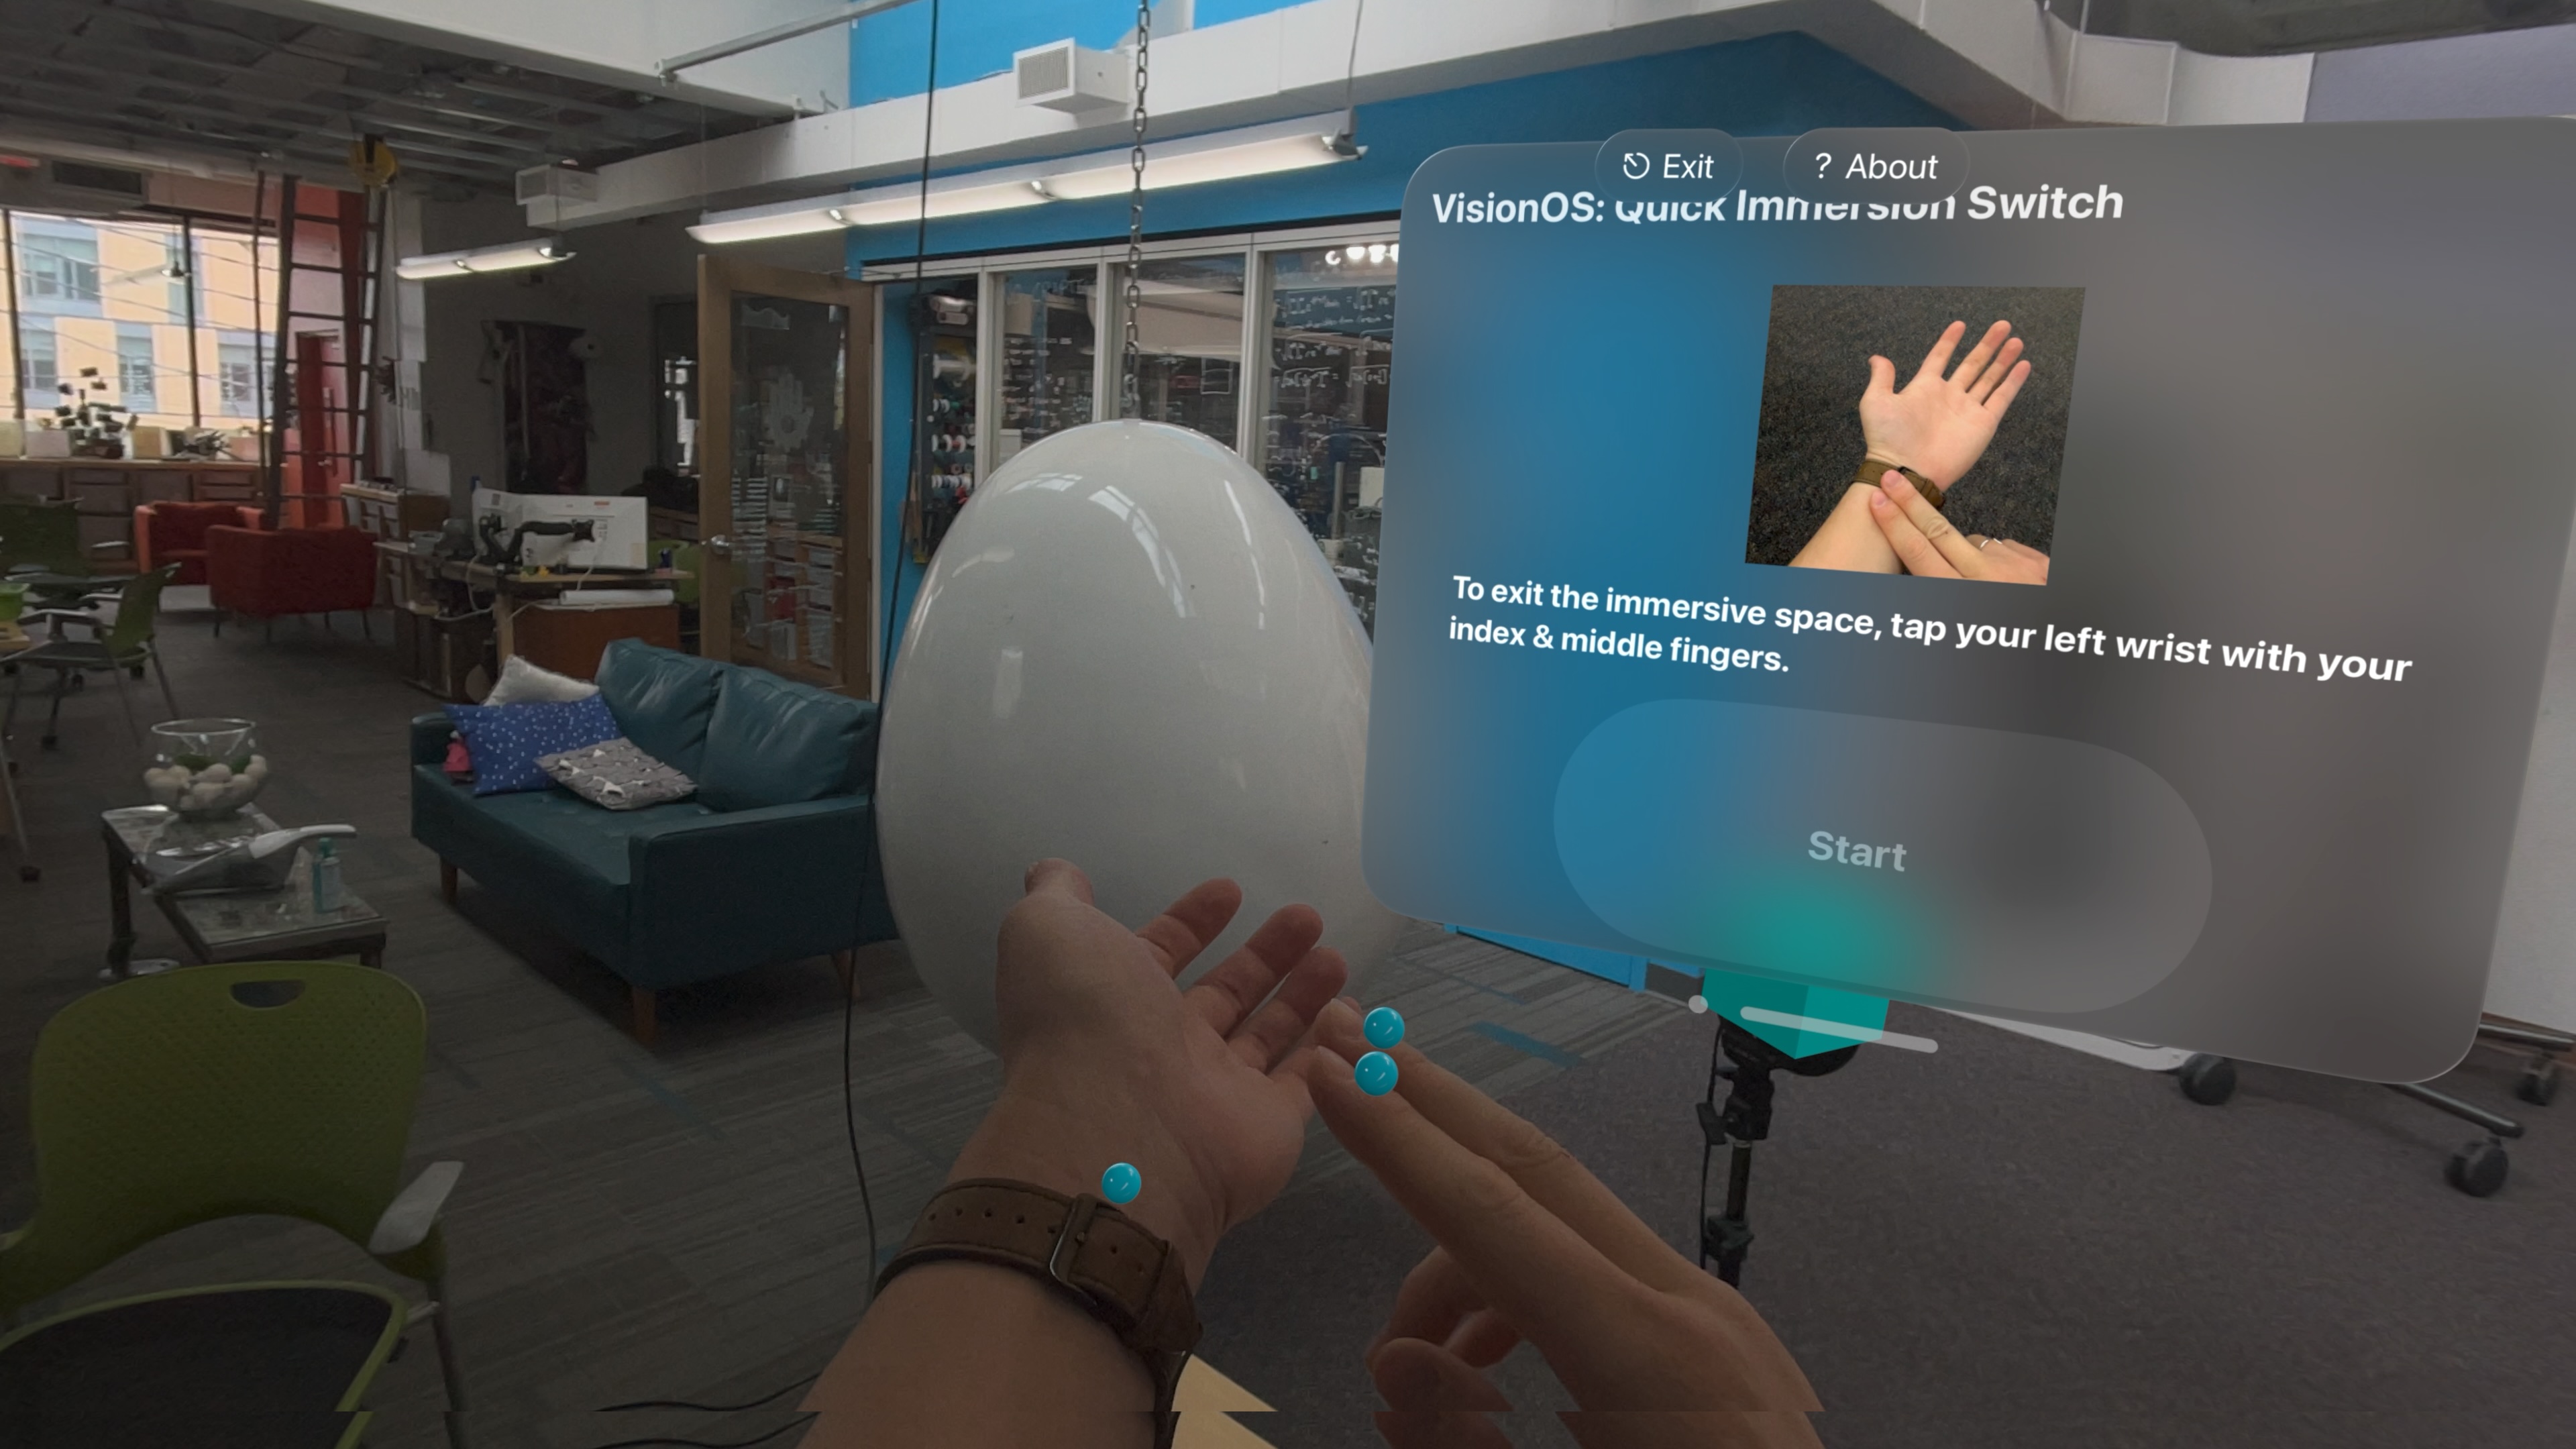 Exit
? About
VisionOS: Quick Immersion Switch
To exit the immersive space, tap your left wrist with your
index & middle fingers.
Start